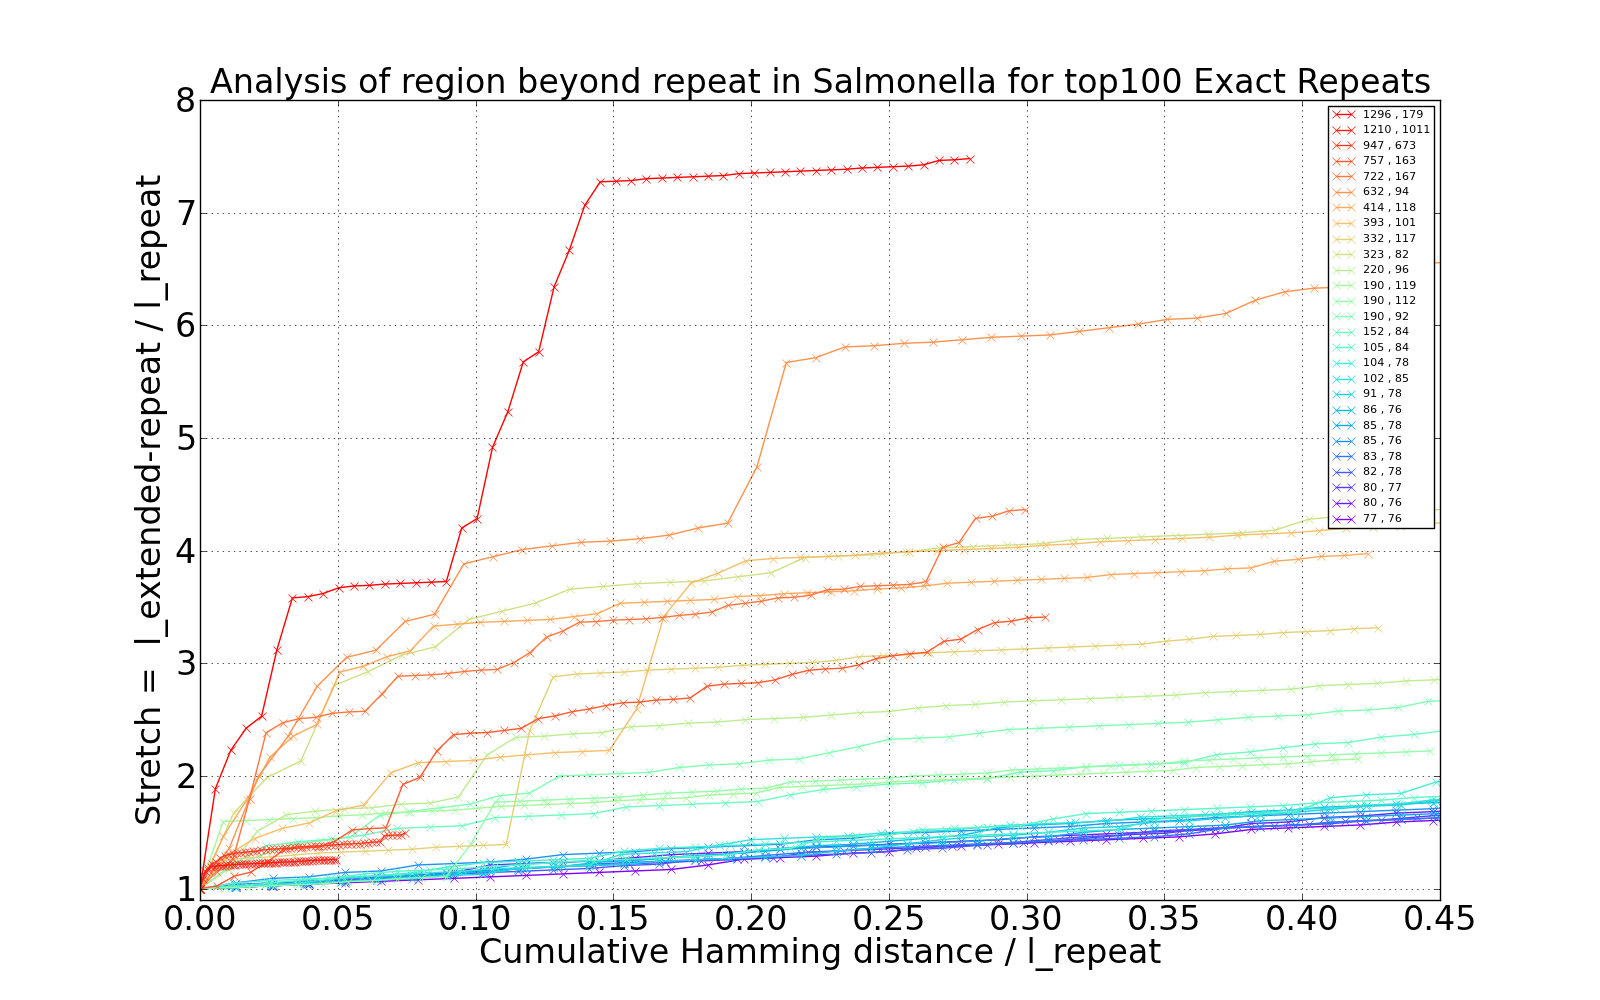 Analysis of region beyond repeat in Salmonella for top100 Exact Repeats
Stretch = l_extended-repeat / l_repeat
8
7
6
5
4
3
2
1
0.00 0.05 0.10 0.15 0.20 0.25 0.30 0.35 0.40 0.45
Cumulative Hamming distance / l_repeat
1296 , 179
1210 , 1011
947 , 673
757 , 163
722 , 167
632 , 94
414 , 118
393 , 101
332 , 117
323 , 82
220 , 96
190 , 119
190 , 112
190 , 92
152 , 84
105 , 84
104 , 78
102 , 85
91 , 78
86 , 76
85 , 78
85 , 76
83 , 78
82 , 78
80 , 77
80 , 76
77 , 76